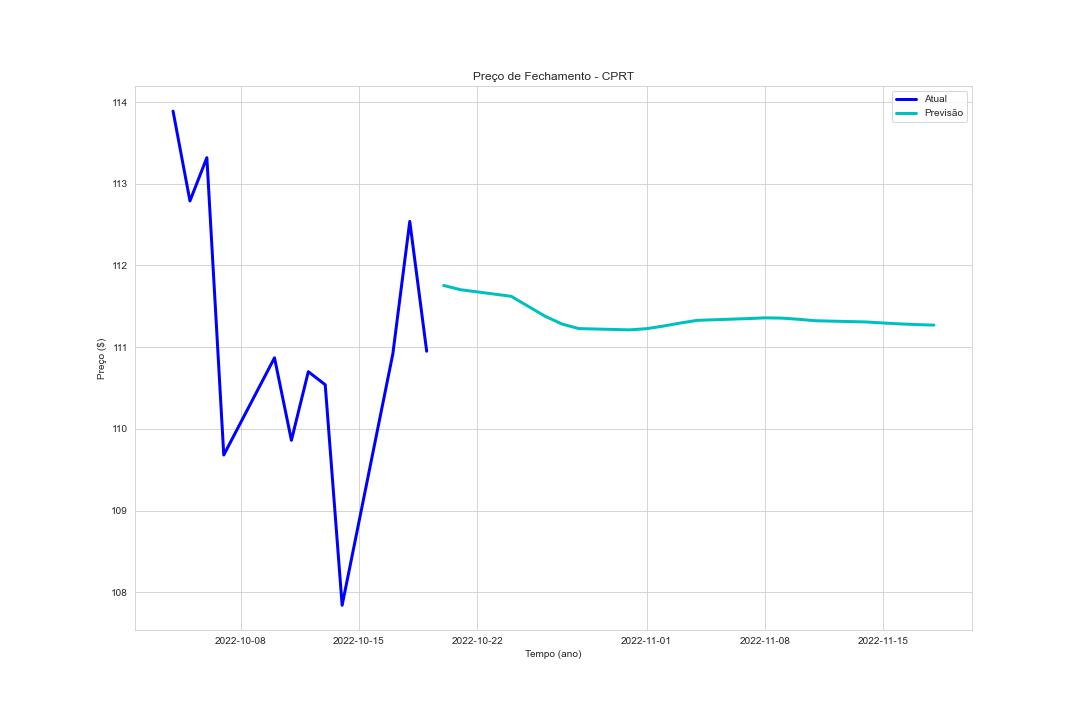 Preço de Fechamento - CPRT
Atual
Previsão
114
113
112
111
110
109
108
Preço ($)
2022-10-08
2022-10-15
2022-10-22
2022-11-01
2022-11-08
2022-11-15
Tempo (ano)